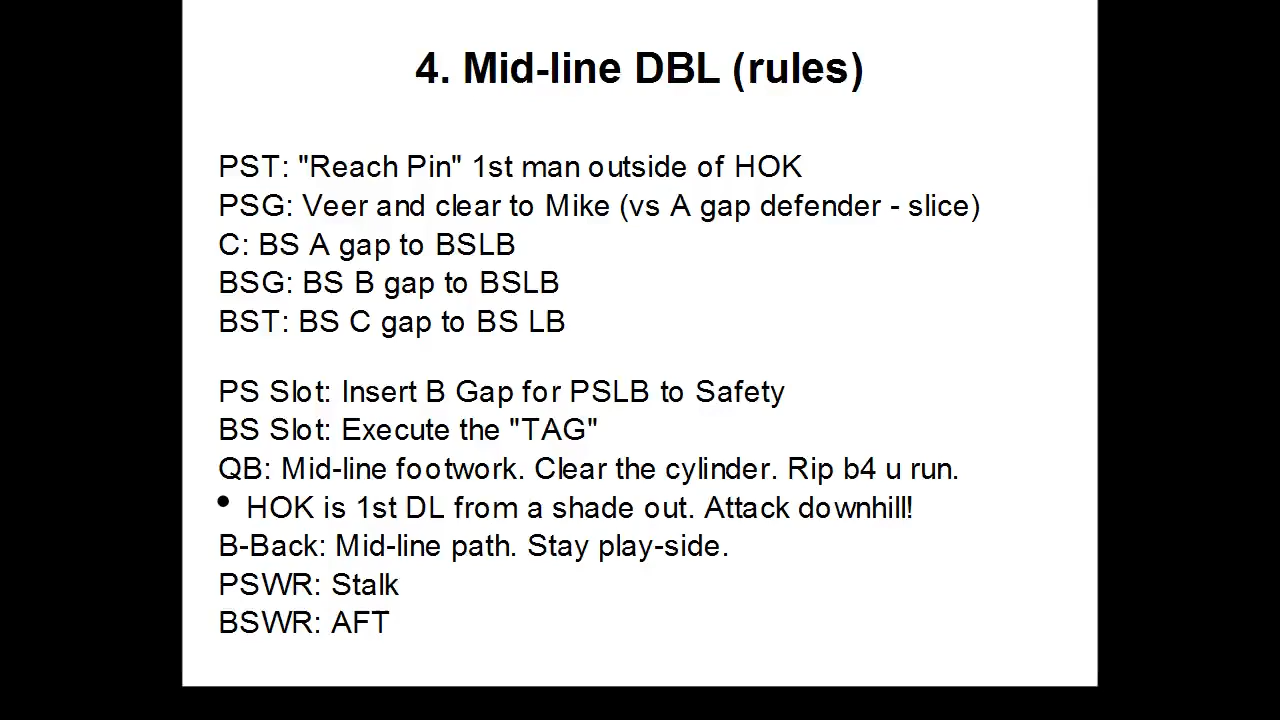 4. Mid-line DBL (rules)
PST: "Reach Pin" 1st man outside of HOK
PSG: Veer and clear to Mike (vs A gap defender - slice)
C: BS A gap to BSLB
BSG: BS B gap to BSLB
BST: BS C gap to BS LB
PS Slot: Insert B Gap for PSLB to Safety
BS Slot: Execute the "TAG"
QB: Mid-line footwork. Clear the cylinder. Rip b4 u run.
• HOK is 1st DL from a shade out. Attack downhill!
B-Back: Mid-line path. Stay play-side.
PSWR: Stalk
BSWR: AFT